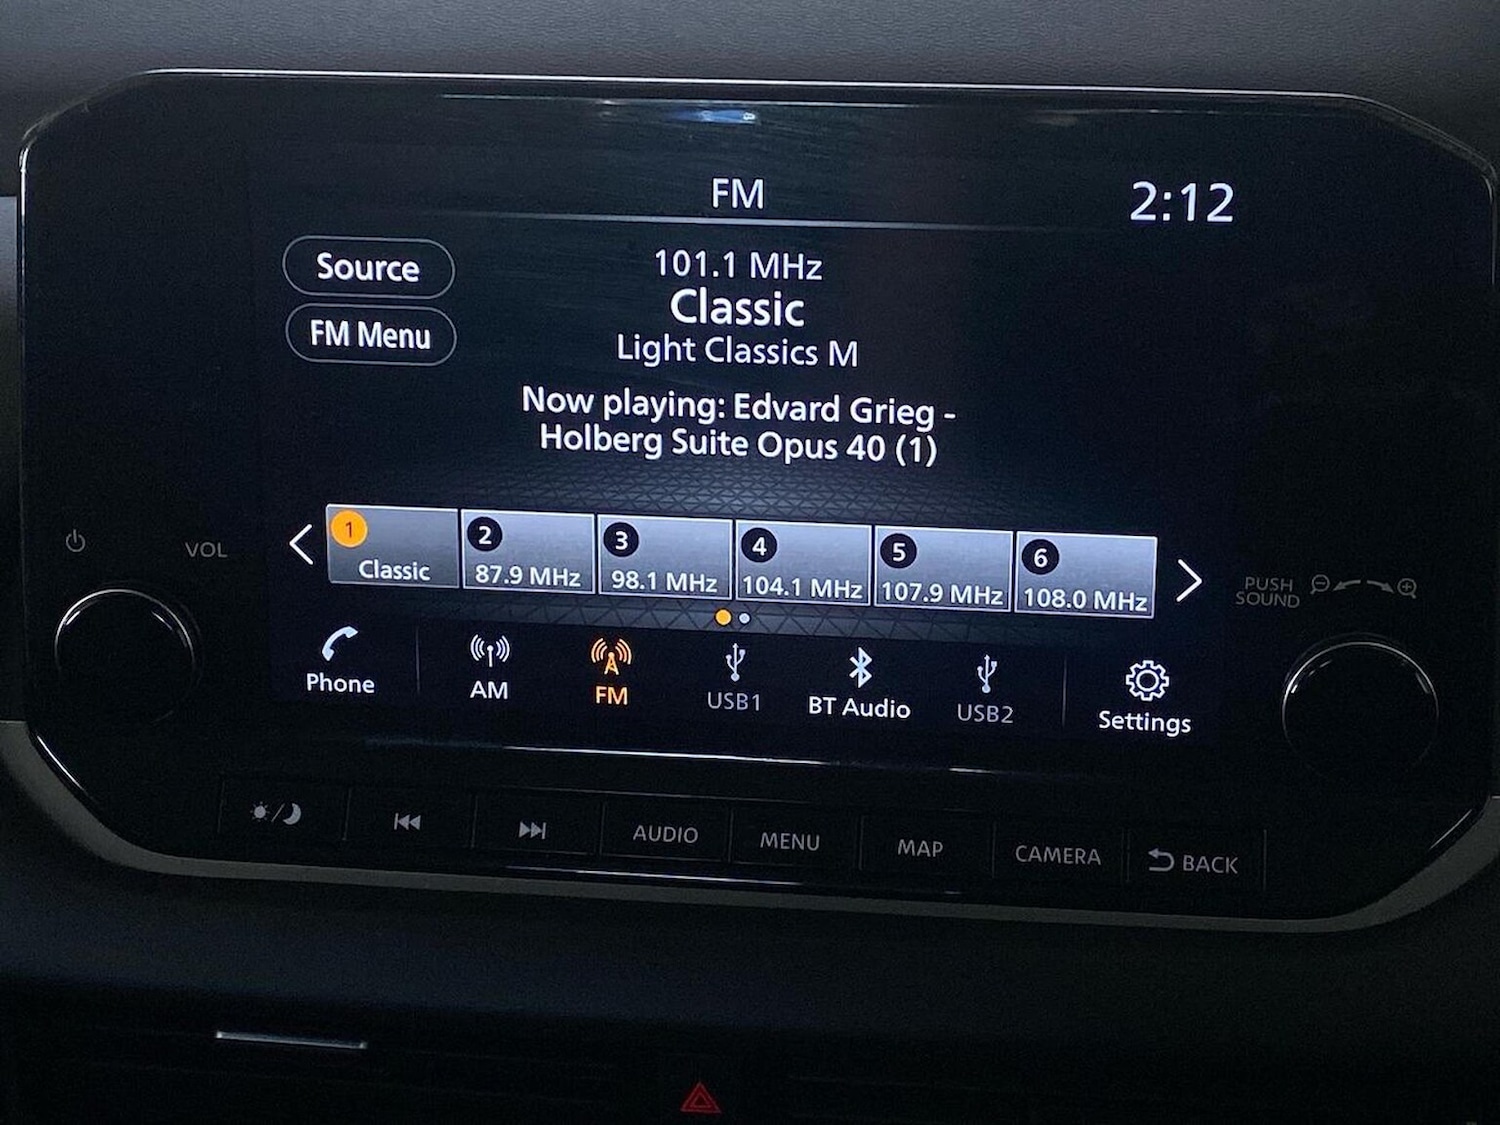 FM
2:12
Source
FM Menu
101.1 MHz
Classic
Light Classics M
Now playing: Edvard Grieg -
Holberg Suite Opus 40 (1)
1
Classic
2
87.9 MHz
3
98.1 MHz
4
104.1 MHz
5
107.9 MHz
6
108.0 MHz
VOL
PUSH
SOUND
Phone
AM
FM
USB1
BT Audio
USB2
Settings
AUDIO
MENU
MAP
CAMERA
BACK